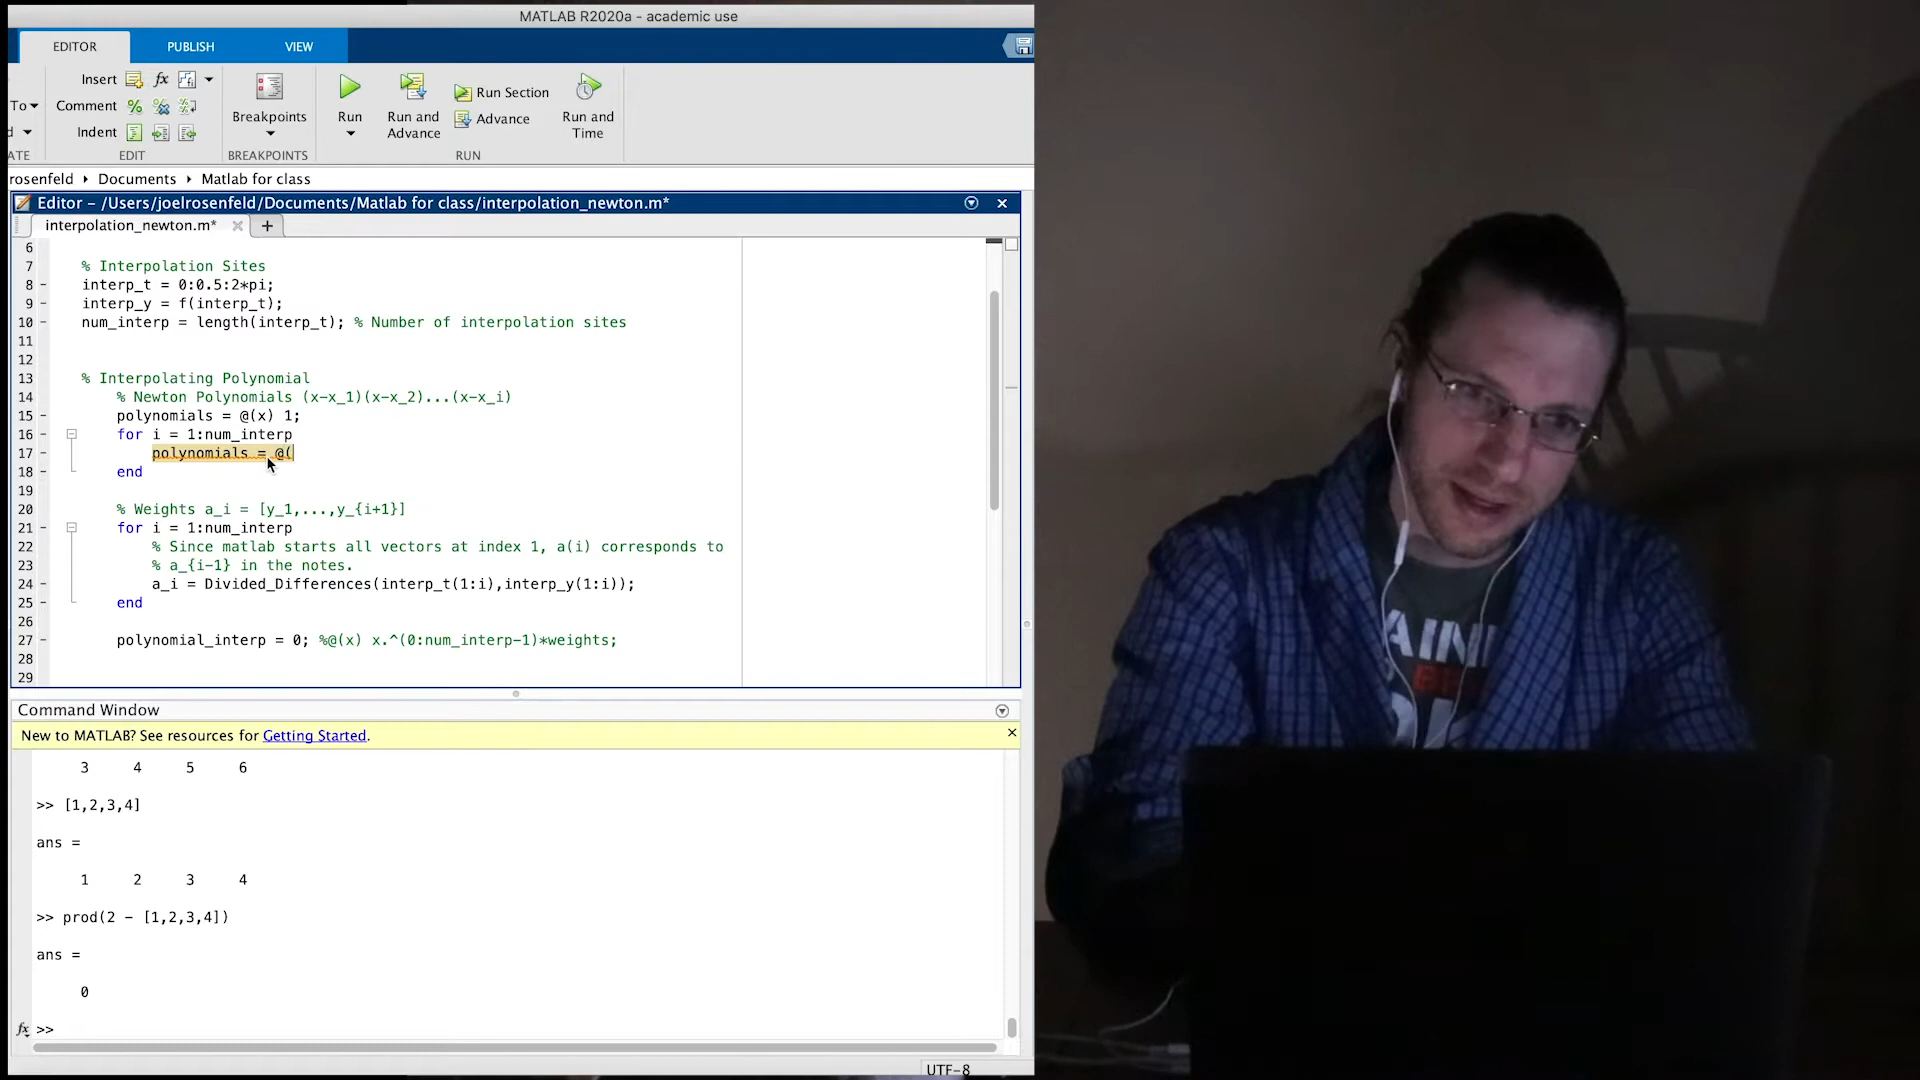 MATLAB R2020a - academic use
EDITOR
PUBLISH
VIEW
Insert
fx
To
Comment
Indent
ATE
EDIT
Breakpoints
BREAKPOINTS
Run
Run and Advance
Run Section
Advance
Run and Time
RUN
rosenfeld ▸ Documents ▸ Matlab for class
Editor – /Users/joelrosenfeld/Documents/Matlab for class/interpolation_newton.m*
interpolation_newton.m*
6
7 % Interpolation Sites
8 – interp_t = 0:0.5:2*pi;
9 – interp_y = f(interp_t);
10 – num_interp = length(interp_t); % Number of interpolation sites
11
12
13 % Interpolating Polynomial
14 % Newton Polynomials (x-x_1)(x-x_2)...(x-x_i)
15 – polynomials = @(x) 1;
16 – for i = 1:num_interp
17 – polynomials = @(
18 – end
19
20 % Weights a_i = [y_1,...,y_{i+1}]
21 – for i = 1:num_interp
22 % Since matlab starts all vectors at index 1, a(i) corresponds to
23 % a_{i-1} in the notes.
24 – a_i = Divided_Differences(interp_t(1:i),interp_y(1:i));
25 – end
26
27 – polynomial_interp = 0; %@(x) x.^(0:num_interp-1)*weights;
28
29
Command Window
New to MATLAB? See resources for Getting Started.
3 4 5 6
>> [1,2,3,4]
ans =
1 2 3 4
>> prod(2 - [1,2,3,4])
ans =
0
fx >>
UTF-8